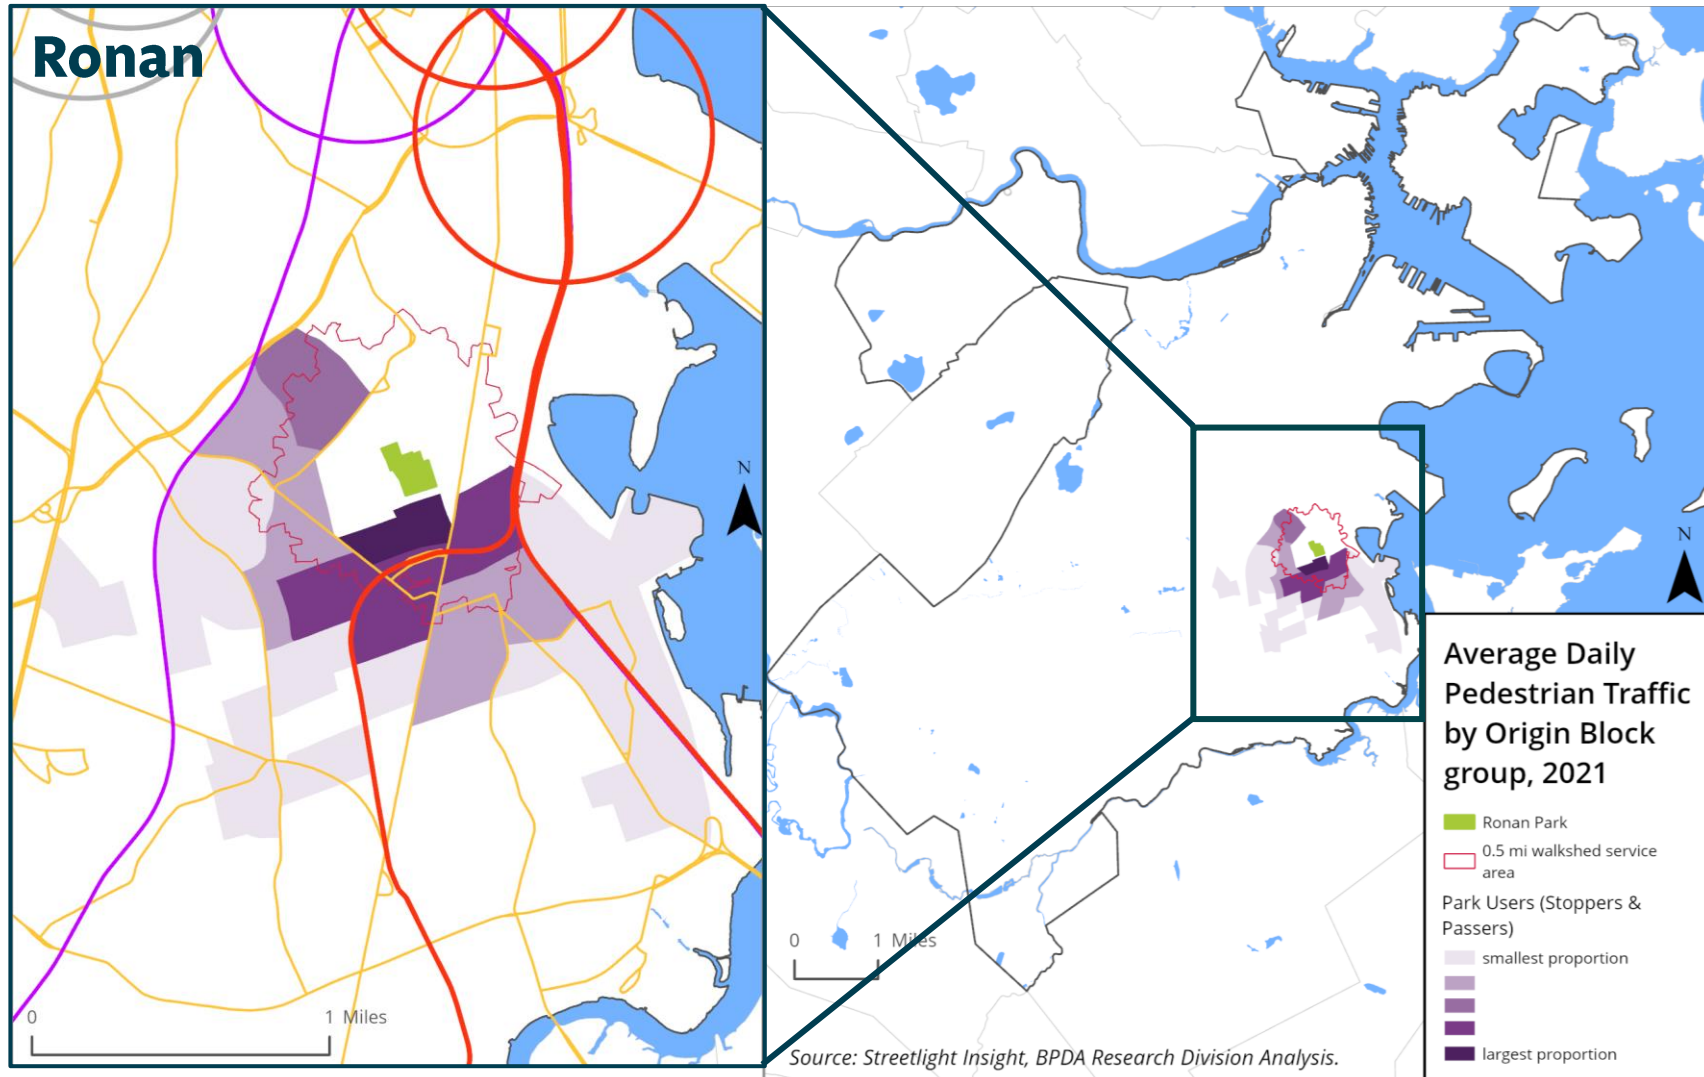 Ronan
N
0 1 Miles
N
0 1 Miles
Source: Streetlight Insight, BPDA Research Division Analysis.
Average Daily
Pedestrian Traffic
by Origin Block
group, 2021
Ronan Park
0.5 mi walkshed service
area
Park Users (Stoppers &
Passers)
smallest proportion
largest proportion